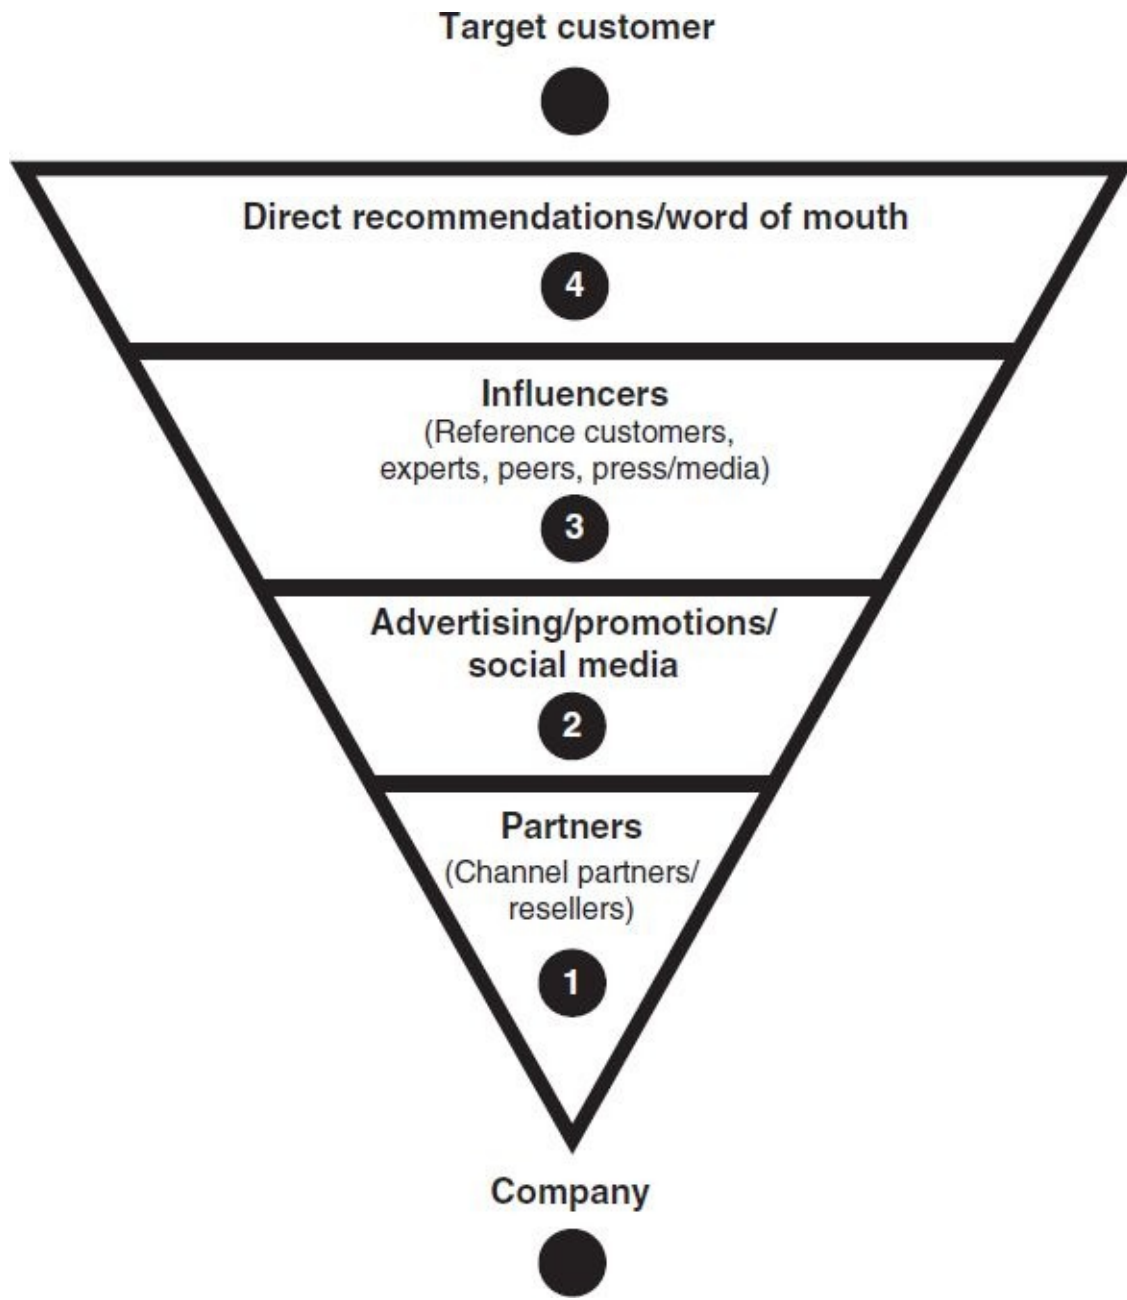 Target customer
Direct recommendations/word of mouth
4
Influencers
(Reference customers,
experts, peers, press/media)
3
Advertising/promotions/
social media
2
Partners
(Channel partners/
resellers)
1
Company